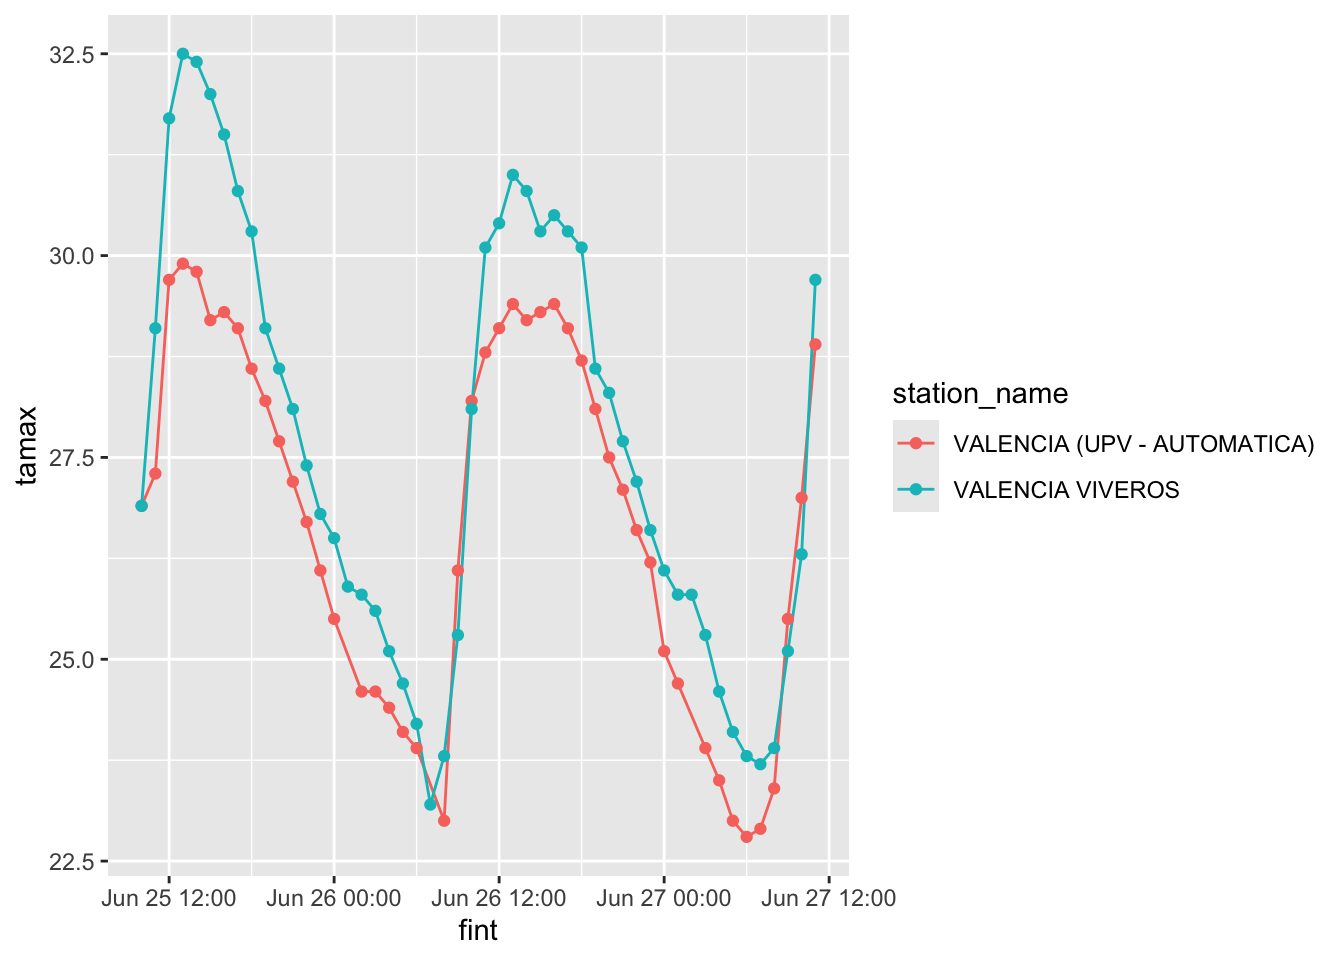 32.5
30.0
27.5
25.0
22.5
tamax
Jun 25 12:00
Jun 26 00:00
Jun 26 12:00
Jun 27 00:00
Jun 27 12:00
fint
station_name
VALENCIA (UPV - AUTOMATICA)
VALENCIA VIVEROS